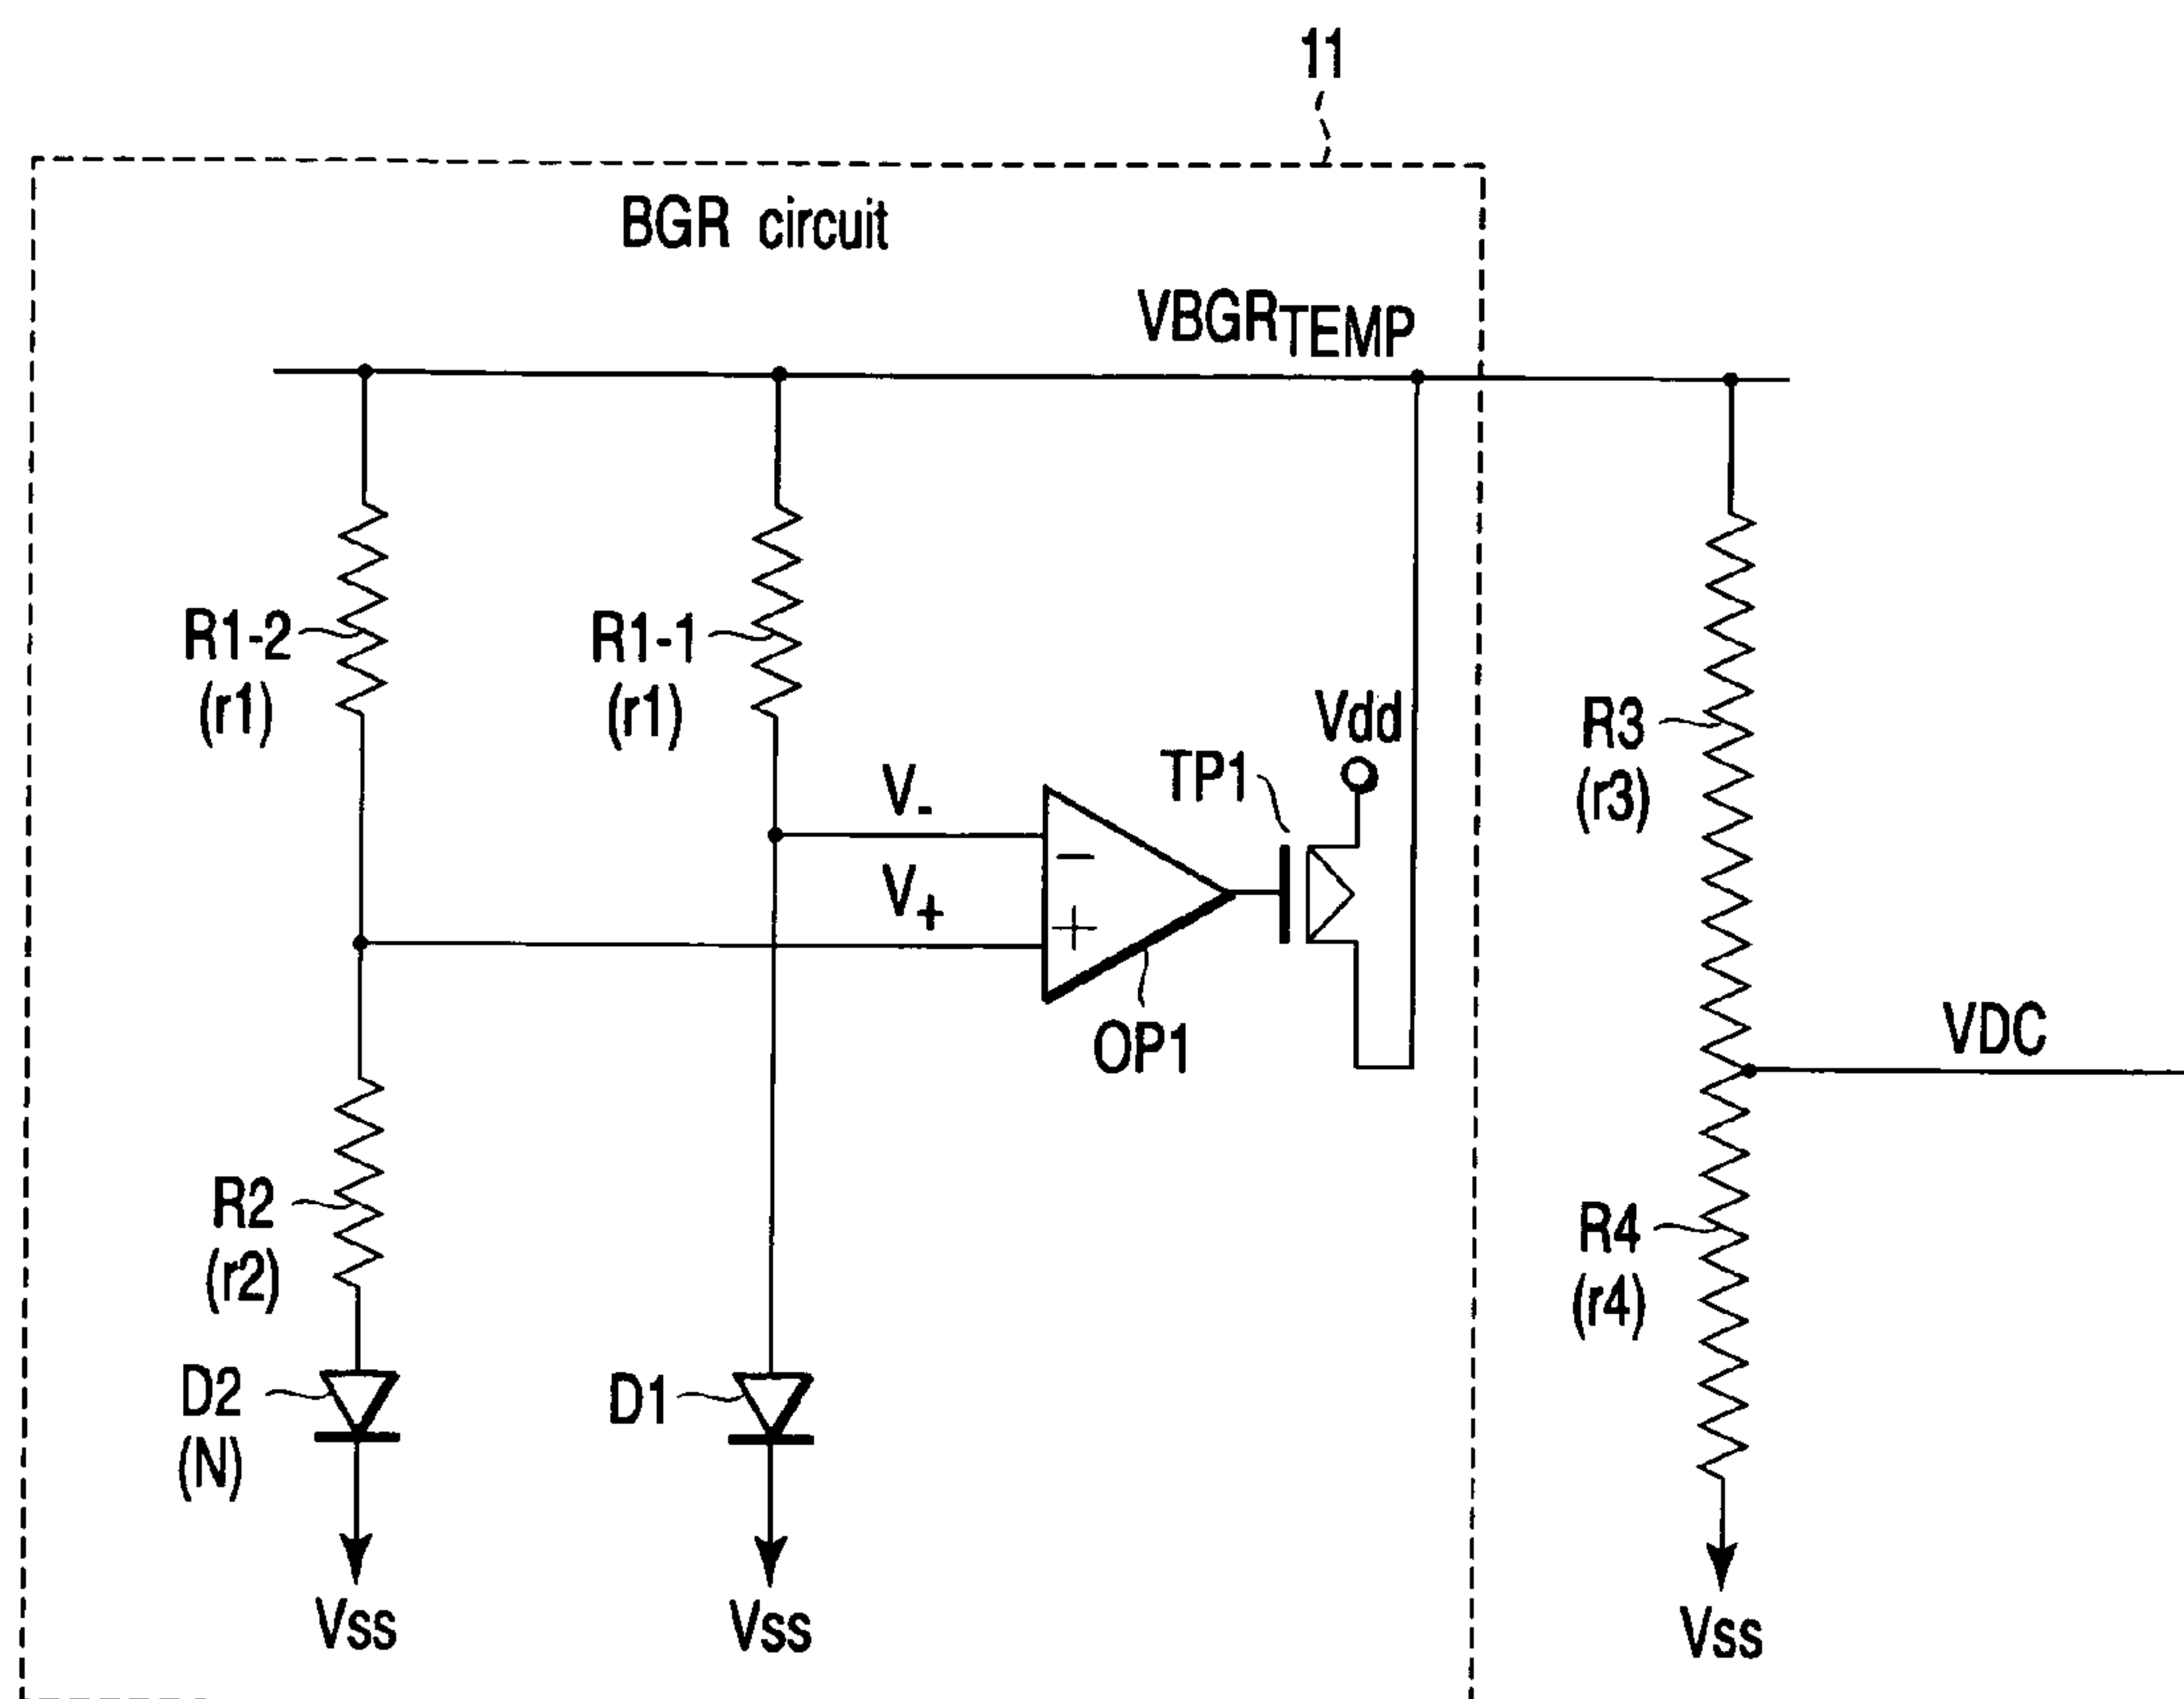 11
BGR circuit
VBGRTEMP
R1-2
(r1)
R1-1
(r1)
V-
V+
−
+
TP1
Vdd
OP1
R3
(r3)
VDC
R2
(r2)
R4
(r4)
D2
(N)
D1
Vss
Vss
Vss